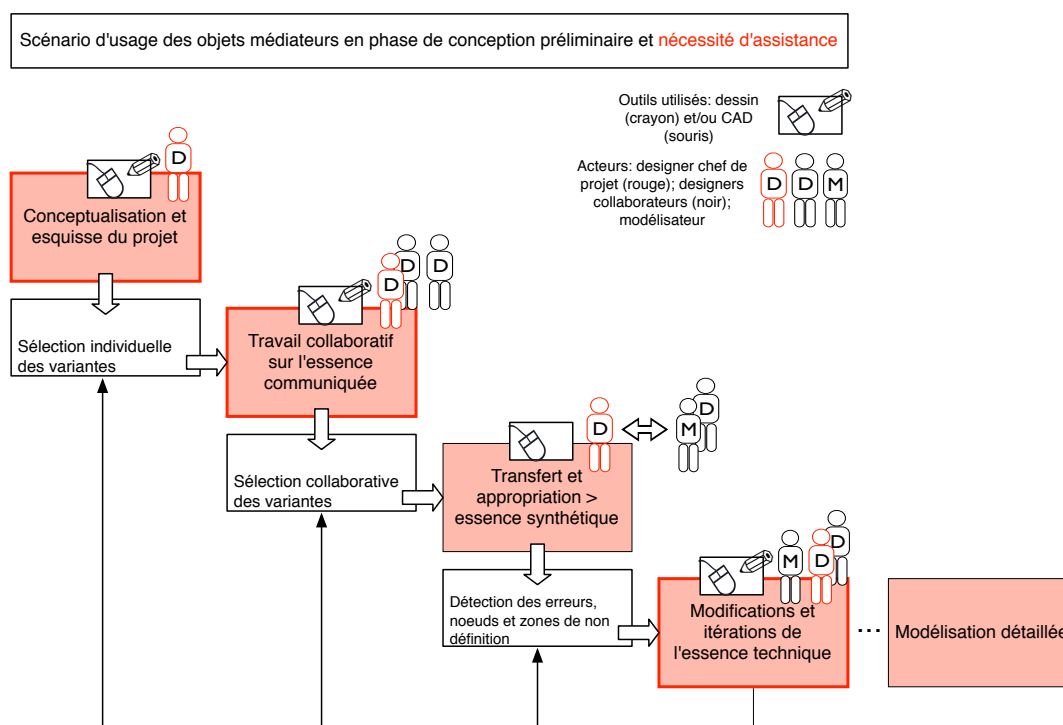 Scénario d'usage des objets médiateurs en phase de conception préliminaire et nécessité d'assistance
Outils utilisés: dessin
(crayon) et/ou CAD
(souris)
Acteurs: designer chef de
projet (rouge); designers
collaborateurs (noir);
modélisateur
D D M
D
Conceptualisation et
esquisse du projet
Sélection individuelle
des variantes
D D D
Travail collaboratif
sur l'essence
communiquée
Sélection collaborative
des variantes
D M D
Transfert et
appropriation >
essence synthétique
Détection des erreurs,
noeuds et zones de non
définition
M D D
Modifications et
itérations de
l'essence technique
...
Modélisation détaillée